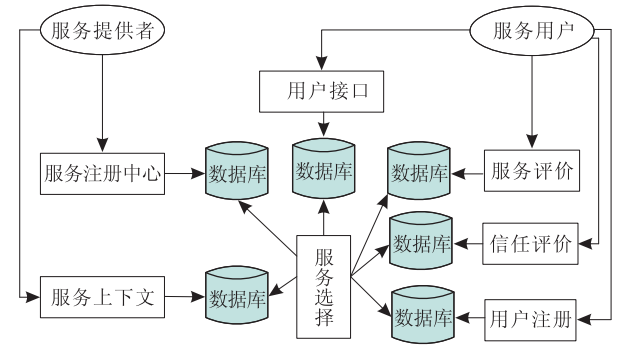 服务提供者
服务用户
用户接口
服务注册中心
数据库
数据库
数据库
服务评价
数据库
信任评价
服务选择
服务上下文
数据库
数据库
用户注册